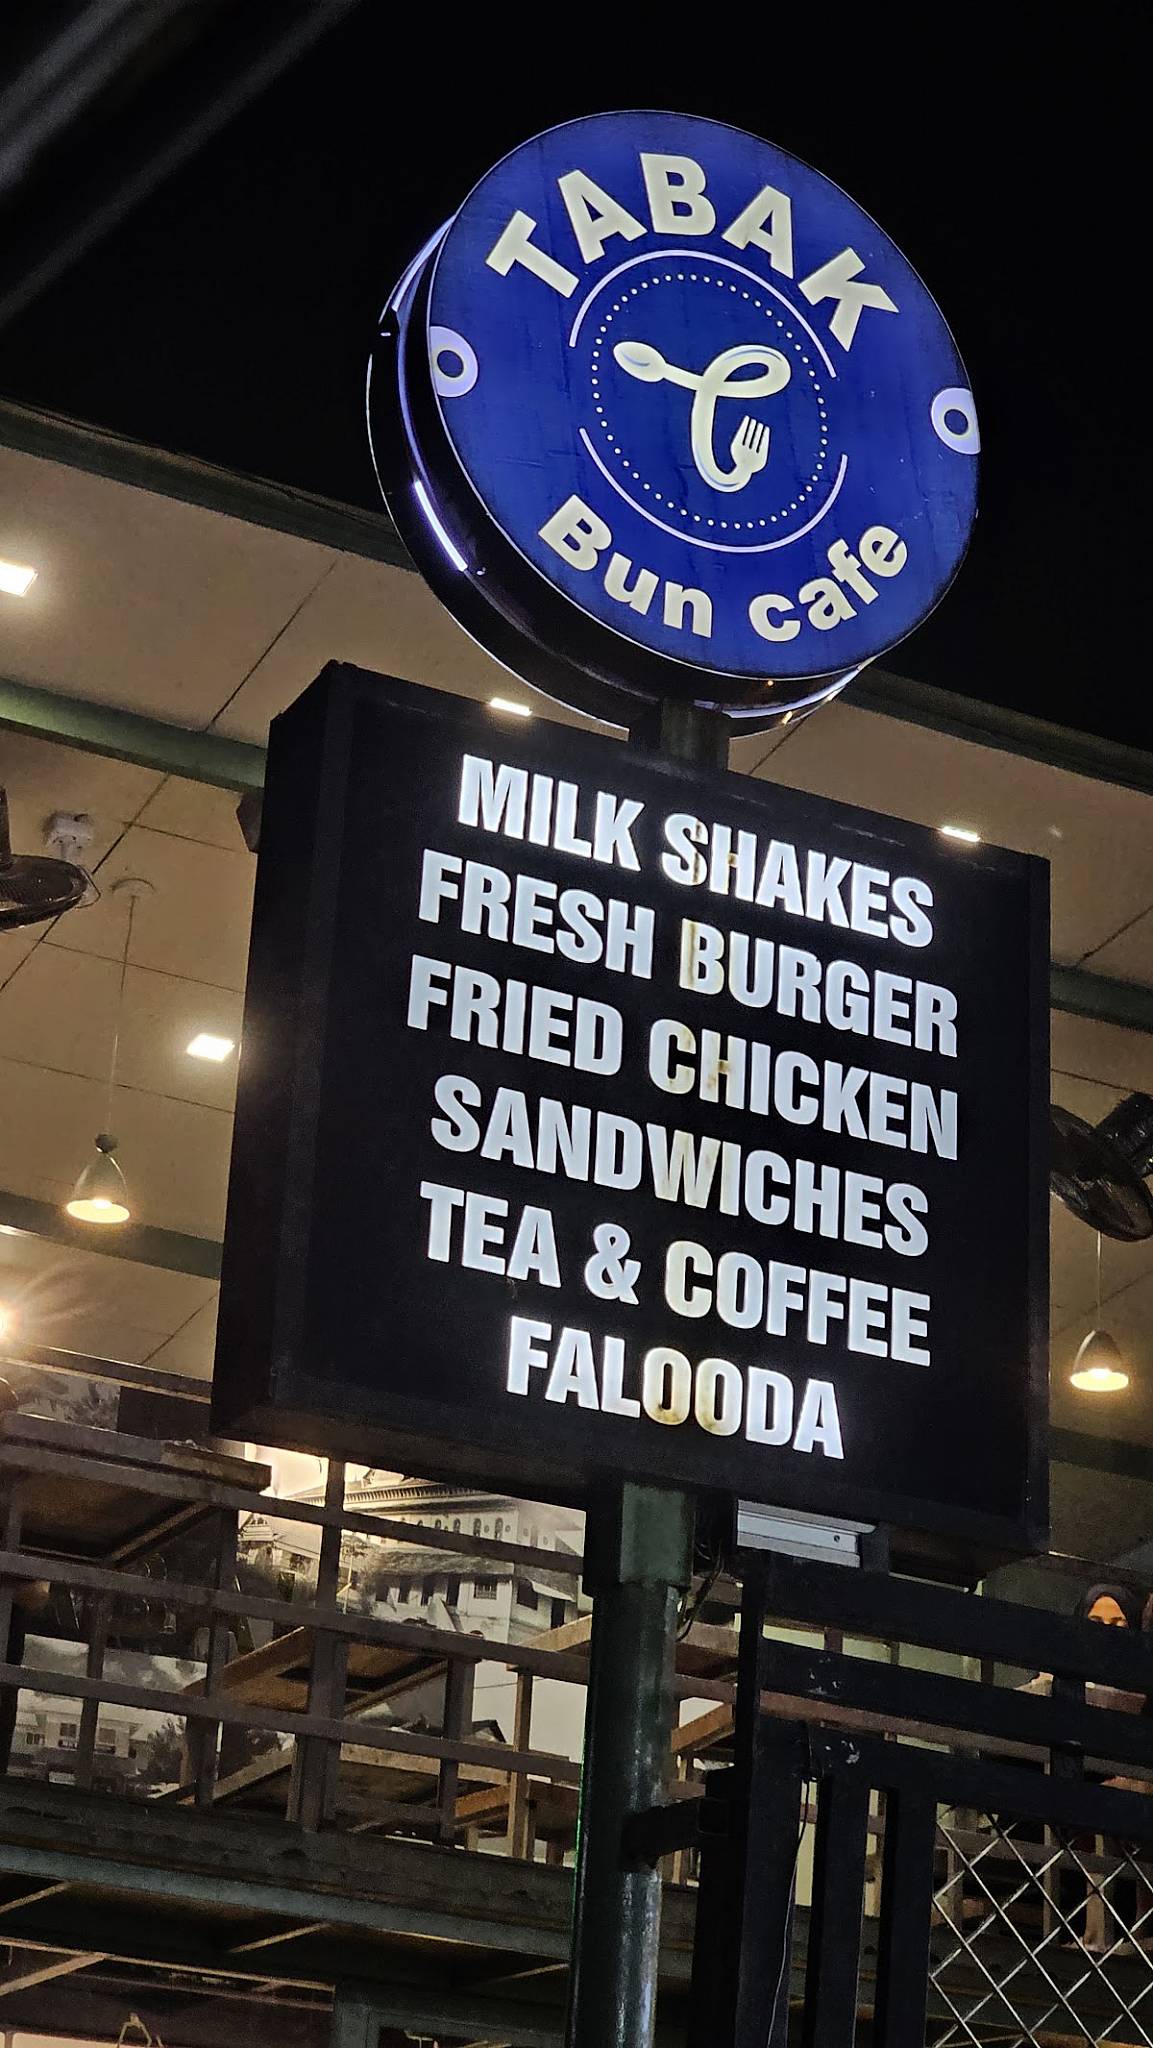 TABAK
Bun cafe
MILK SHAKES
FRESH BURGER
FRIED CHICKEN
SANDWICHES
TEA & COFFEE
FALOODA